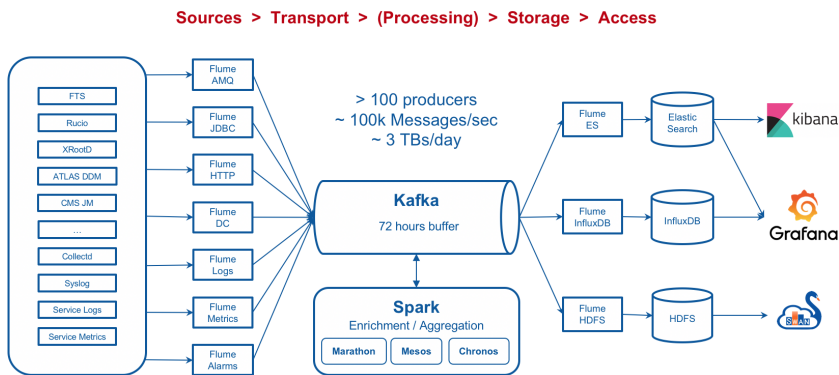 Sources > Transport > (Processing) > Storage > Access
FTS
Rucio
XRootD
ATLAS DDM
CMS JM
...
Collectd
Syslog
Service Logs
Service Metrics
Flume
AMQ
Flume
JDBC
Flume
HTTP
Flume
DC
Flume
Logs
Flume
Metrics
Flume
Alarms
> 100 producers
~ 100k Messages/sec
~ 3 TBs/day
Kafka
72 hours buffer
Spark
Enrichment / Aggregation
Marathon
Mesos
Chronos
Flume
ES
Flume
InfluxDB
Flume
HDFS
Elastic
Search
InfluxDB
HDFS
kibana
Grafana
SWAN